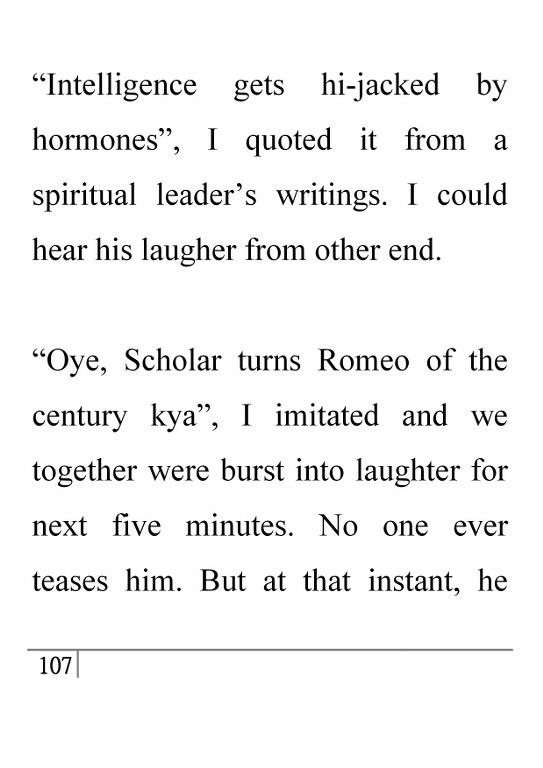 “Intelligence gets hi-jacked by
hormones”, I quoted it from a
spiritual leader’s writings. I could
hear his laugher from other end.
“Oye, Scholar turns Romeo of the
century kya”, I imitated and we
together were burst into laughter for
next five minutes. No one ever
teases him. But at that instant, he
107